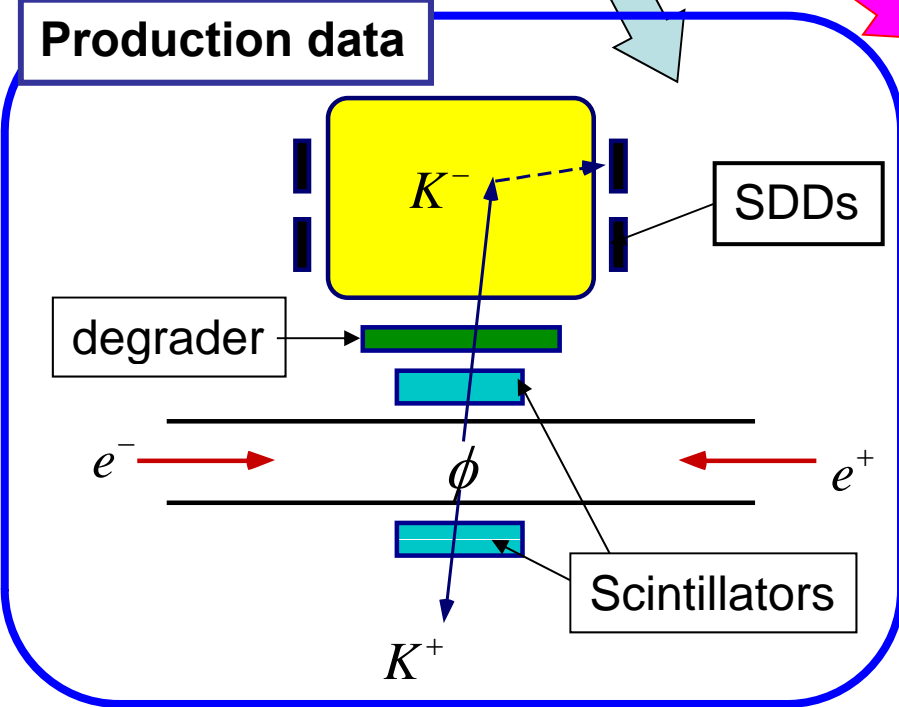 Production data
K⁻
SDDs
degrader
e⁻
ϕ
e⁺
Scintillators
K⁺